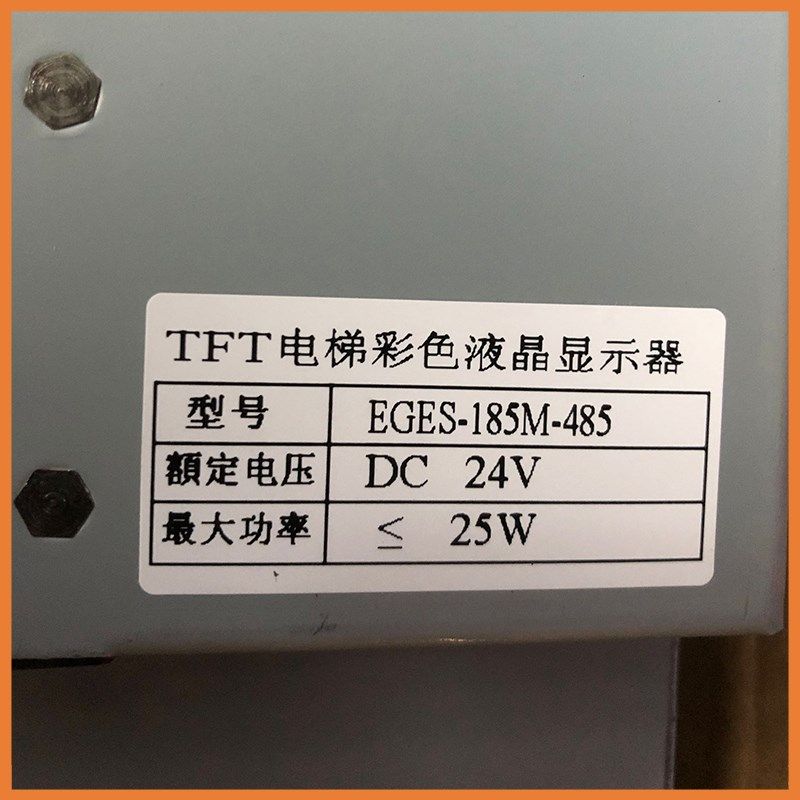 TFT电梯彩色液晶显示器
型号 EGES-185M-485
額定电压 DC 24V
最大功率 ≤ 25W